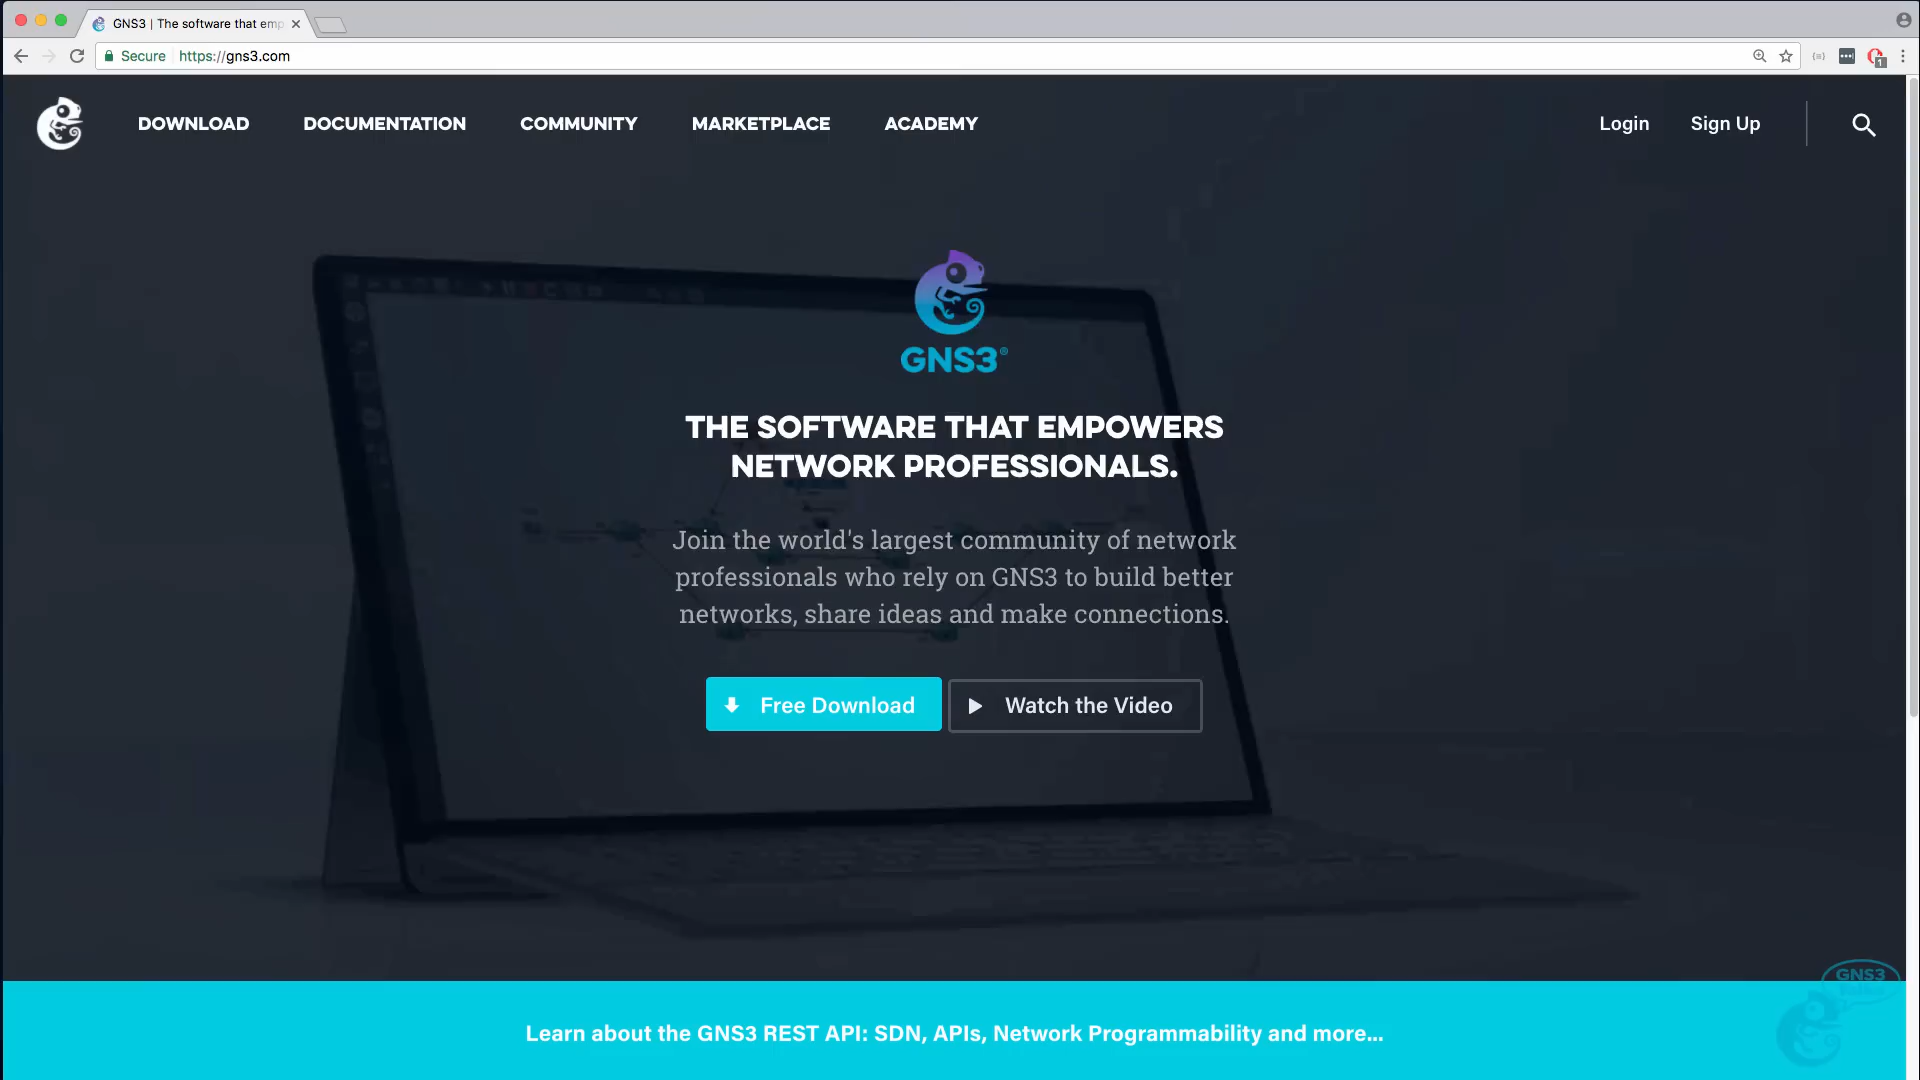 GNS3 | The software that emp
Secure https://gns3.com
1
DOWNLOAD DOCUMENTATION COMMUNITY MARKETPLACE ACADEMY Login Sign Up
GNS3®
THE SOFTWARE THAT EMPOWERS
NETWORK PROFESSIONALS.
Join the world's largest community of network
professionals who rely on GNS3 to build better
networks, share ideas and make connections.
Free Download Watch the Video
GNS3
Learn about the GNS3 REST API: SDN, APIs, Network Programmability and more...